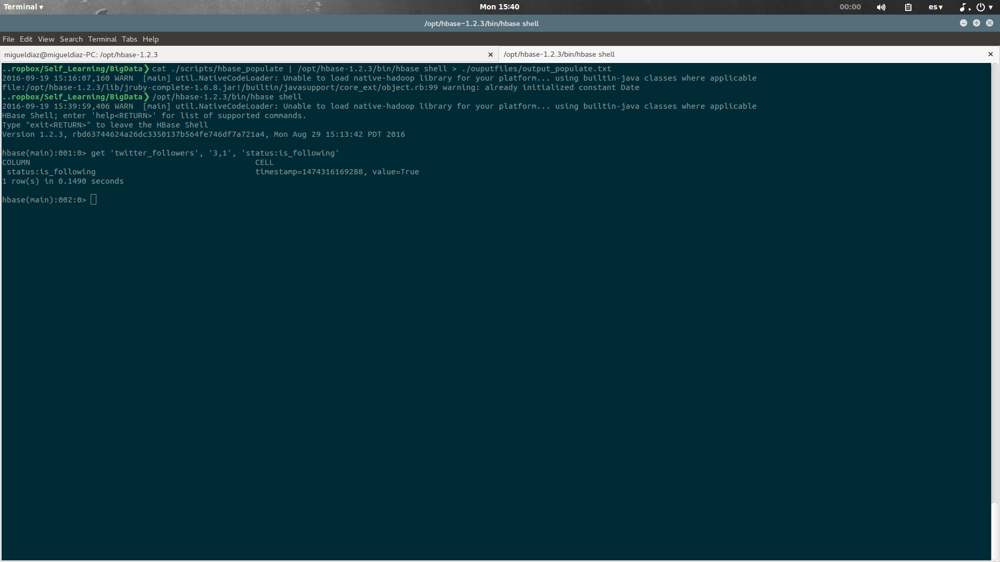 Terminal ▾ Mon 15:40 00:00 es▾ ▾
/opt/hbase-1.2.3/bin/hbase shell
File Edit View Search Terminal Tabs Help
migueldiaz@migueldiaz-PC: /opt/hbase-1.2.3 × /opt/hbase-1.2.3/bin/hbase shell ×
..ropbox/Self_Learning/BigData❯ cat ./scripts/hbase_populate | /opt/hbase-1.2.3/bin/hbase shell > ./ouputfiles/output_populate.txt
2016-09-19 15:16:07,160 WARN  [main] util.NativeCodeLoader: Unable to load native-hadoop library for your platform... using builtin-java classes where applicable
file:/opt/hbase-1.2.3/lib/jruby-complete-1.6.8.jar!/builtin/javasupport/core_ext/object.rb:99 warning: already initialized constant Date
..ropbox/Self_Learning/BigData❯ /opt/hbase-1.2.3/bin/hbase shell
2016-09-19 15:39:59,406 WARN  [main] util.NativeCodeLoader: Unable to load native-hadoop library for your platform... using builtin-java classes where applicable
HBase Shell; enter 'help<RETURN>' for list of supported commands.
Type "exit<RETURN>" to leave the HBase Shell
Version 1.2.3, rbd63744624a26dc3350137b564fe746df7a721a4, Mon Aug 29 15:13:42 PDT 2016
hbase(main):001:0> get 'twitter_followers', '3,1', 'status:is_following'
COLUMN CELL
status:is_following timestamp=1474316169288, value=True
1 row(s) in 0.1490 seconds
hbase(main):002:0>